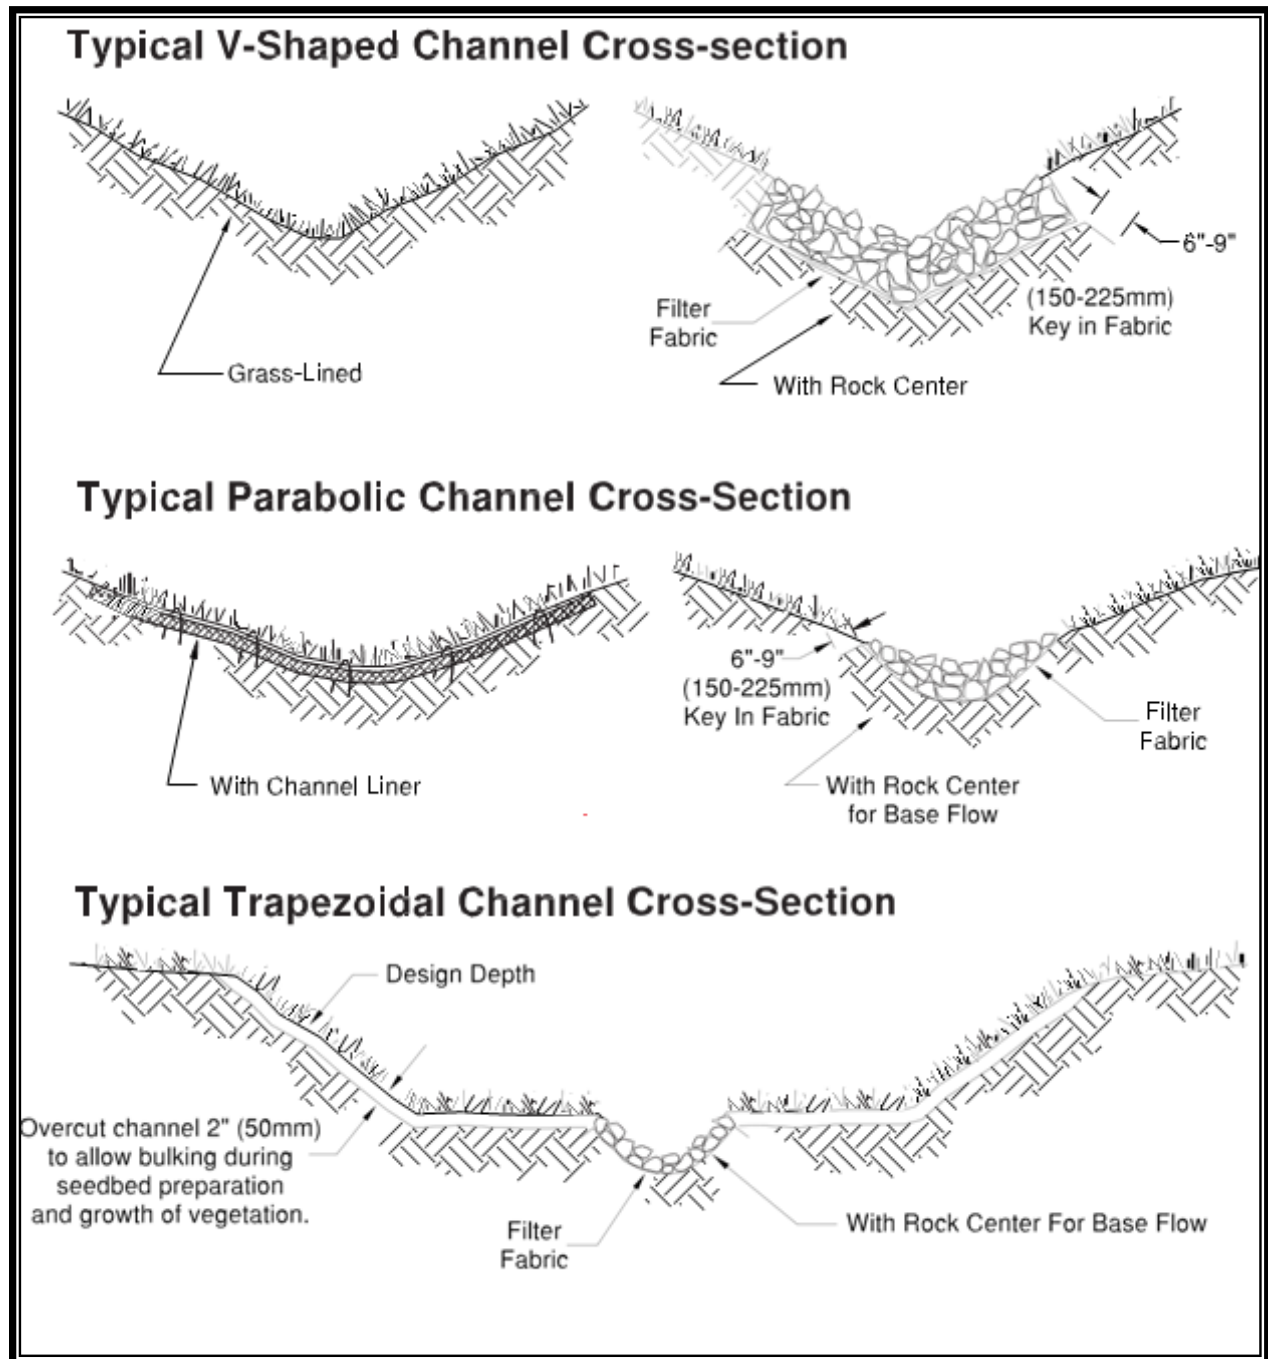 Typical V-Shaped Channel Cross-section
6"-9"
(150-225mm)
Key in Fabric
Filter
Fabric
Grass-Lined
With Rock Center
Typical Parabolic Channel Cross-Section
6"-9"
(150-225mm)
Key In Fabric
Filter
Fabric
With Channel Liner
With Rock Center
for Base Flow
Typical Trapezoidal Channel Cross-Section
Design Depth
Overcut channel 2" (50mm)
to allow bulking during
seedbed preparation
and growth of vegetation.
Filter
Fabric
With Rock Center For Base Flow